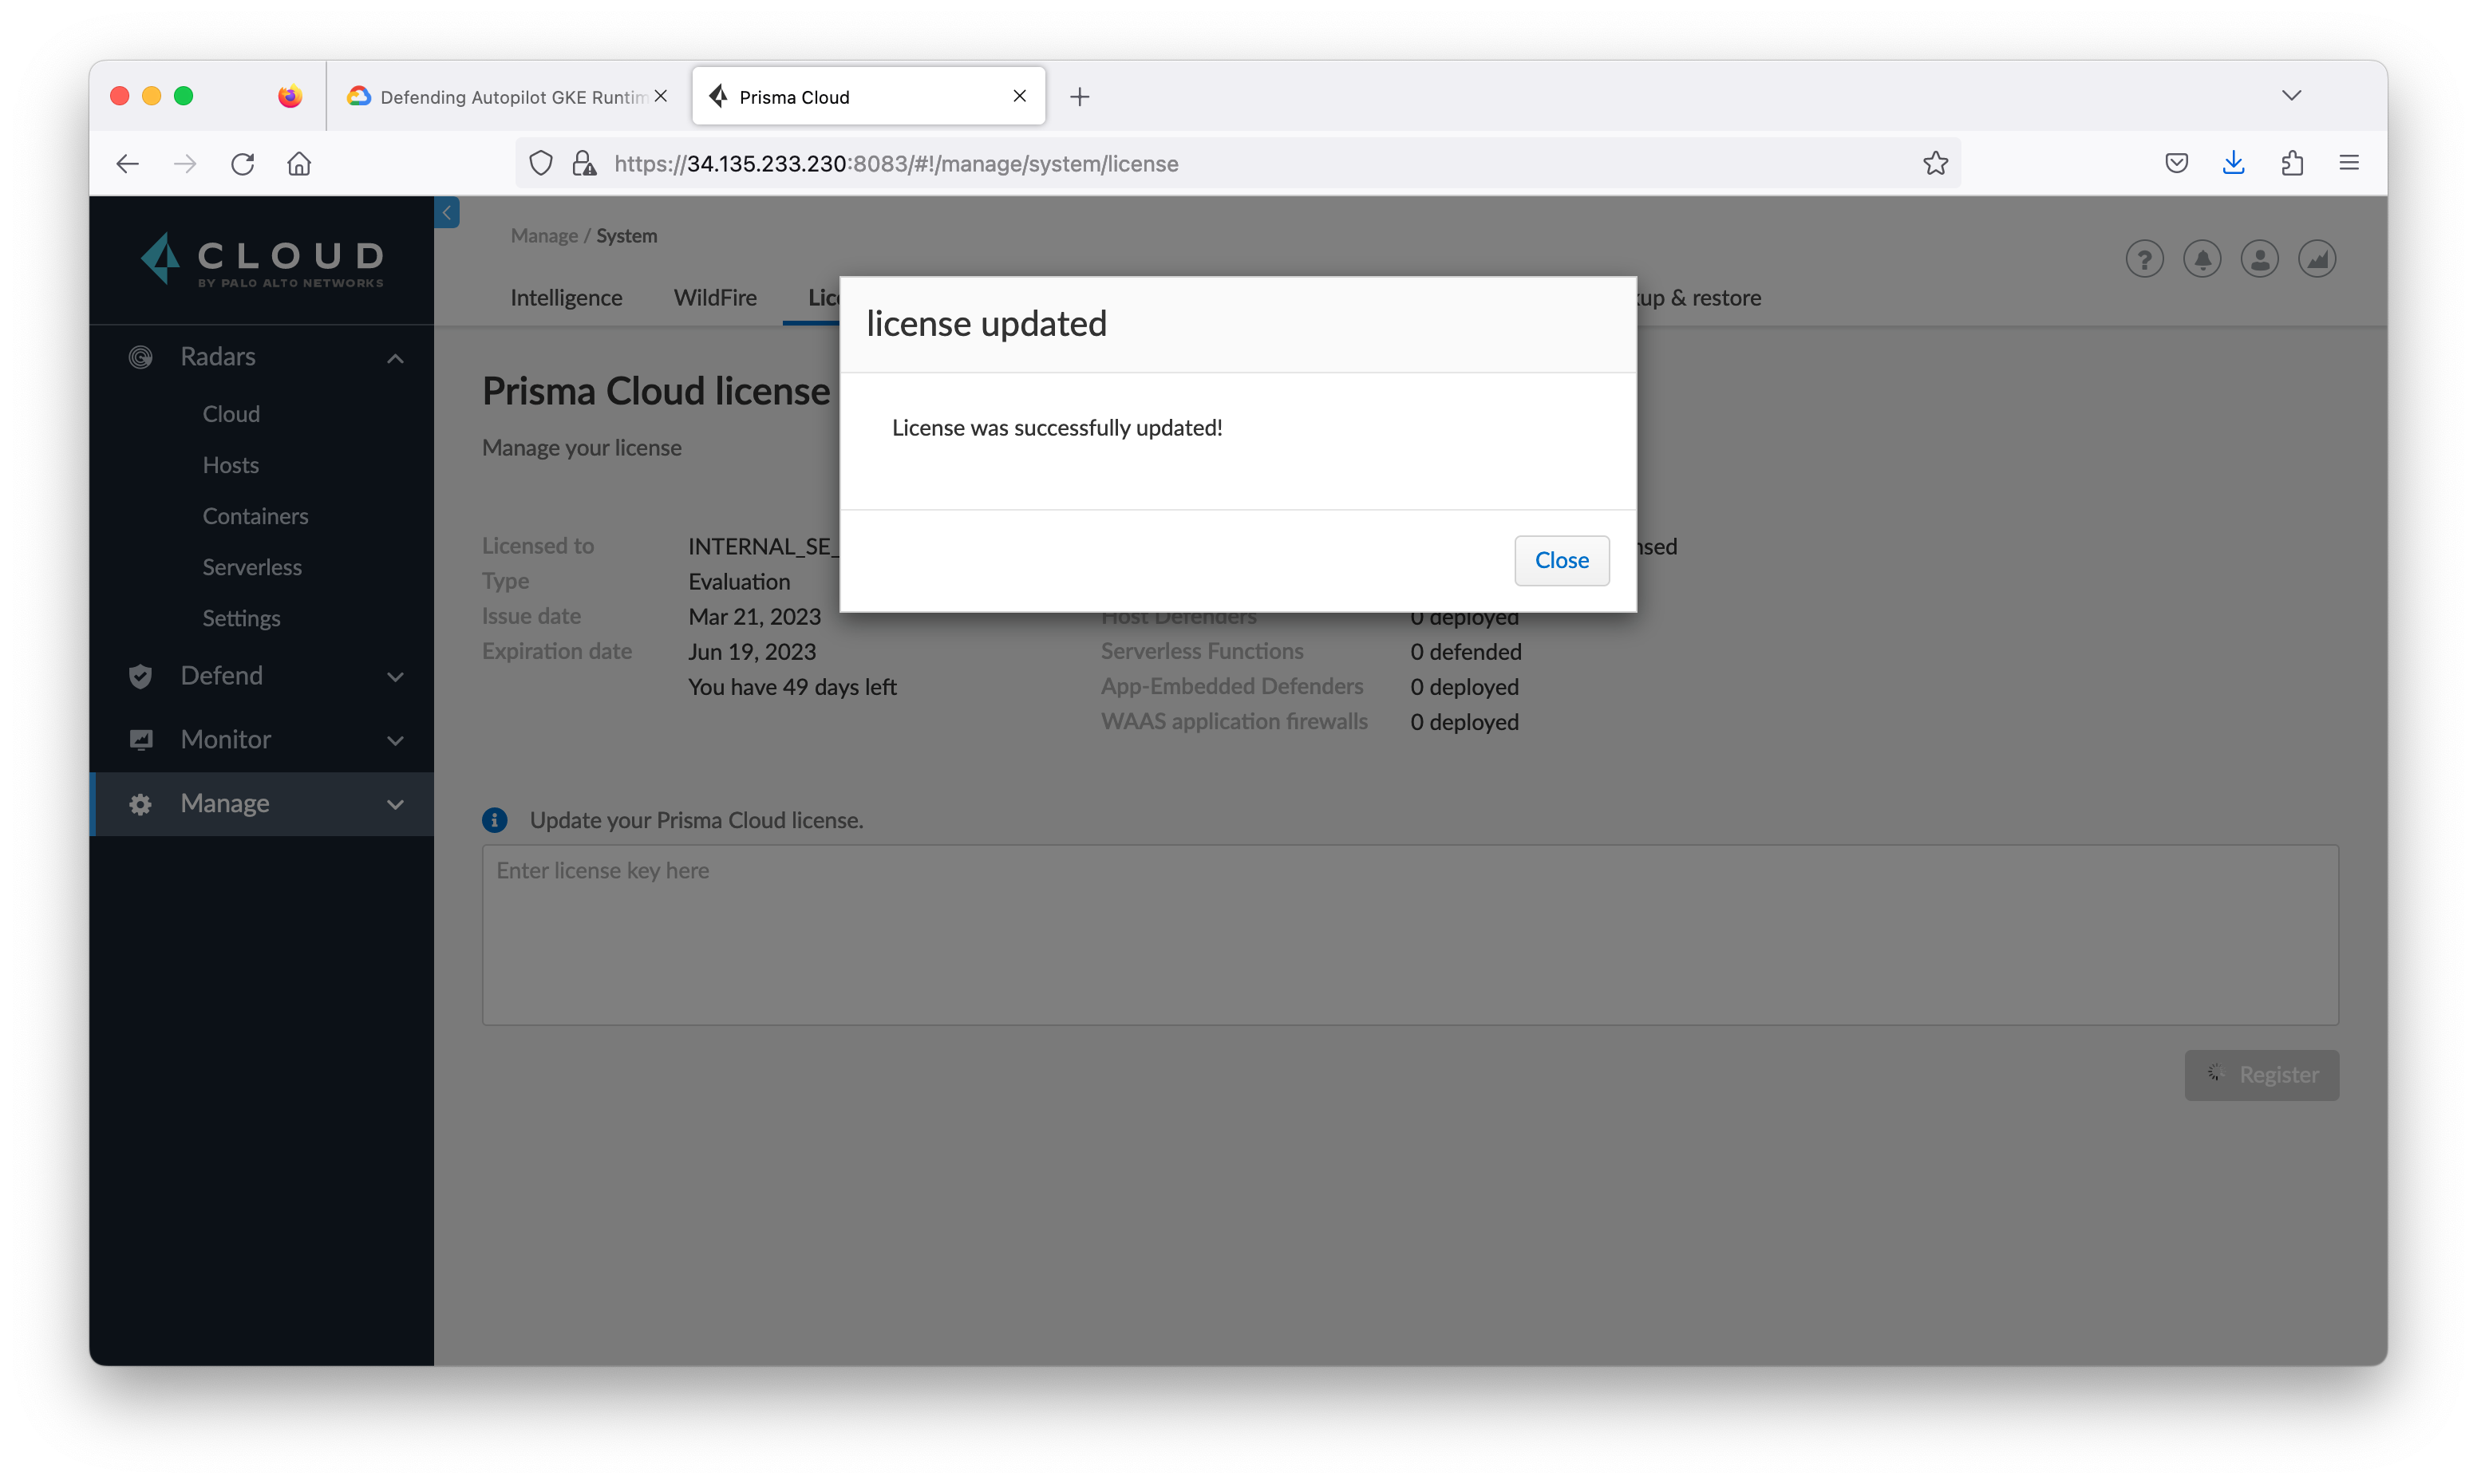 Defending Autopilot GKE Runtim
Prisma Cloud
https://34.135.233.230:8083/#!/manage/system/license
CLOUD
BY PALO ALTO NETWORKS
Manage / System
Intelligence WildFire Lic up & restore
license updated
License was successfully updated!
Close
Radars
Cloud
Hosts
Containers
Serverless
Settings
Defend
Monitor
Manage
Prisma Cloud license
Manage your license
Licensed to INTERNAL_SE_
Type Evaluation
Issue date Mar 21, 2023
Expiration date Jun 19, 2023
You have 49 days left
nsed
Host Defenders 0 deployed
Serverless Functions 0 defended
App-Embedded Defenders 0 deployed
WAAS application firewalls 0 deployed
Update your Prisma Cloud license.
Enter license key here
Register